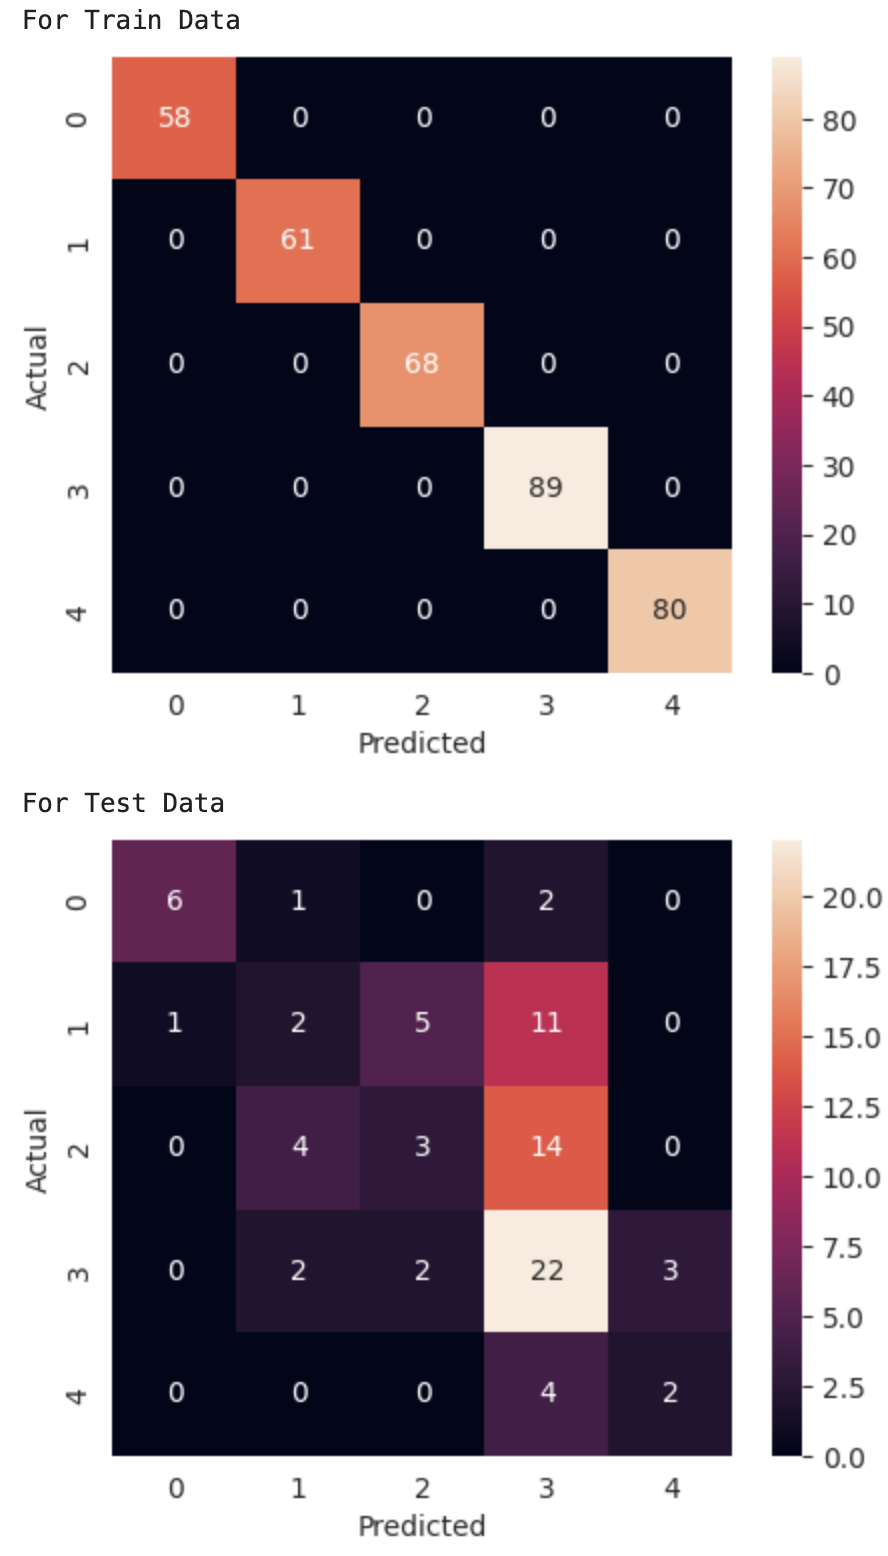 For Train Data
0 58 0 0 0 0 80
70
1 0 61 0 0 0 60
50
Actual
2 0 0 68 0 0 40
30
3 0 0 0 89 0 20
10
4 0 0 0 0 80 0
0 1 2 3 4
Predicted
For Test Data
0 6 1 0 2 0 20.0
17.5
1 1 2 5 11 0 15.0
12.5
Actual
2 0 4 3 14 0 10.0
7.5
3 0 2 2 22 3 5.0
2.5
4 0 0 0 4 2 0.0
0 1 2 3 4
Predicted